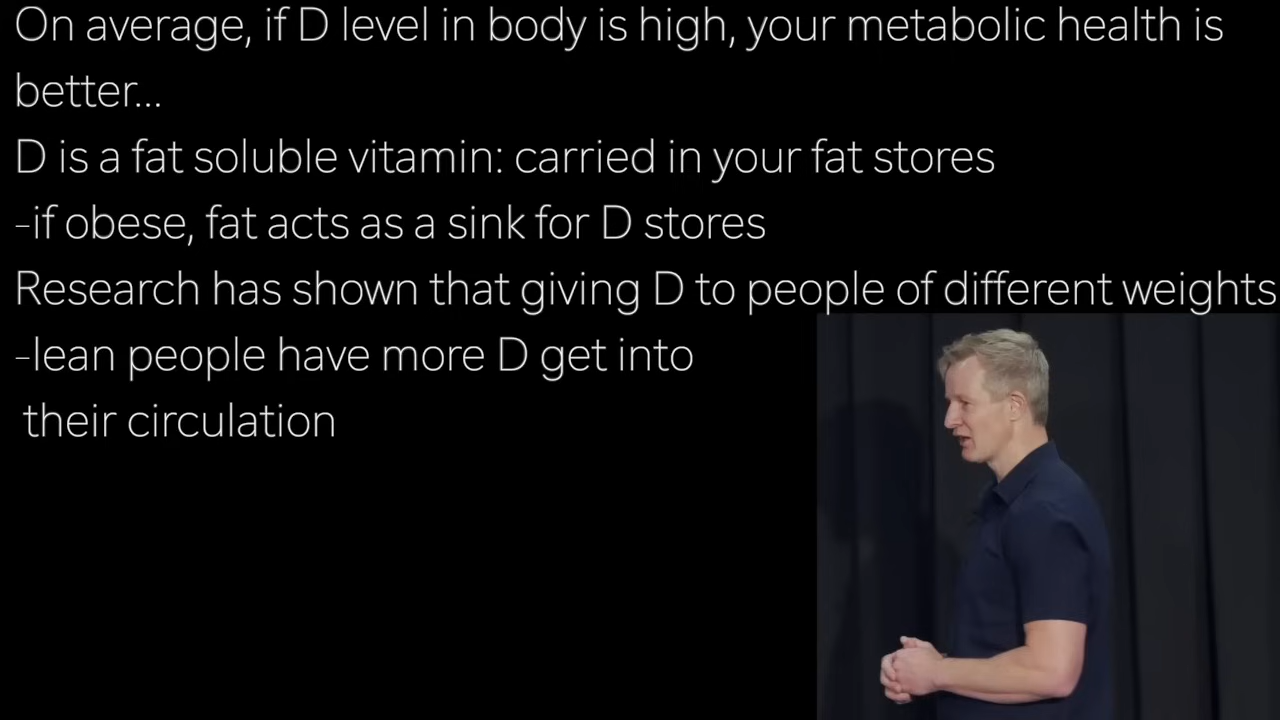 On average, if D level in body is high, your metabolic health is
better...
D is a fat soluble vitamin: carried in your fat stores
-if obese, fat acts as a sink for D stores
Research has shown that giving D to people of different weights
-lean people have more D get into
their circulation